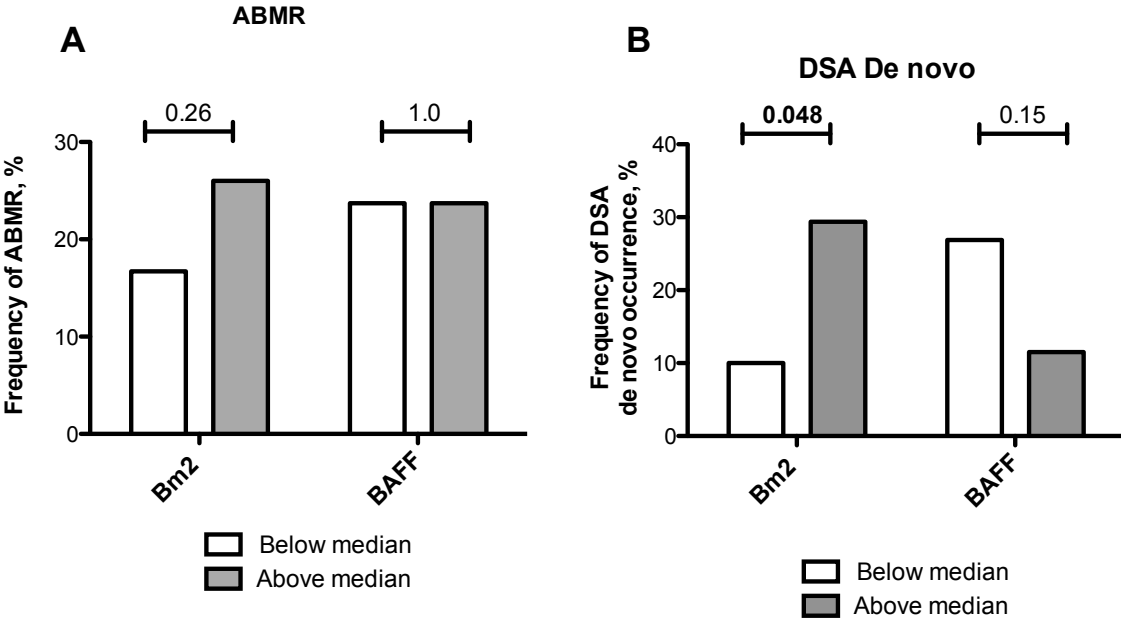 ABMR
A
0.26
1.0
30
20
10
0
Frequency of ABMR, %
Bm2
BAFF
Below median
Above median
B
DSA De novo
0.048
0.15
40
30
20
10
0
Frequency of DSA
de novo occurrence, %
Bm2
BAFF
Below median
Above median